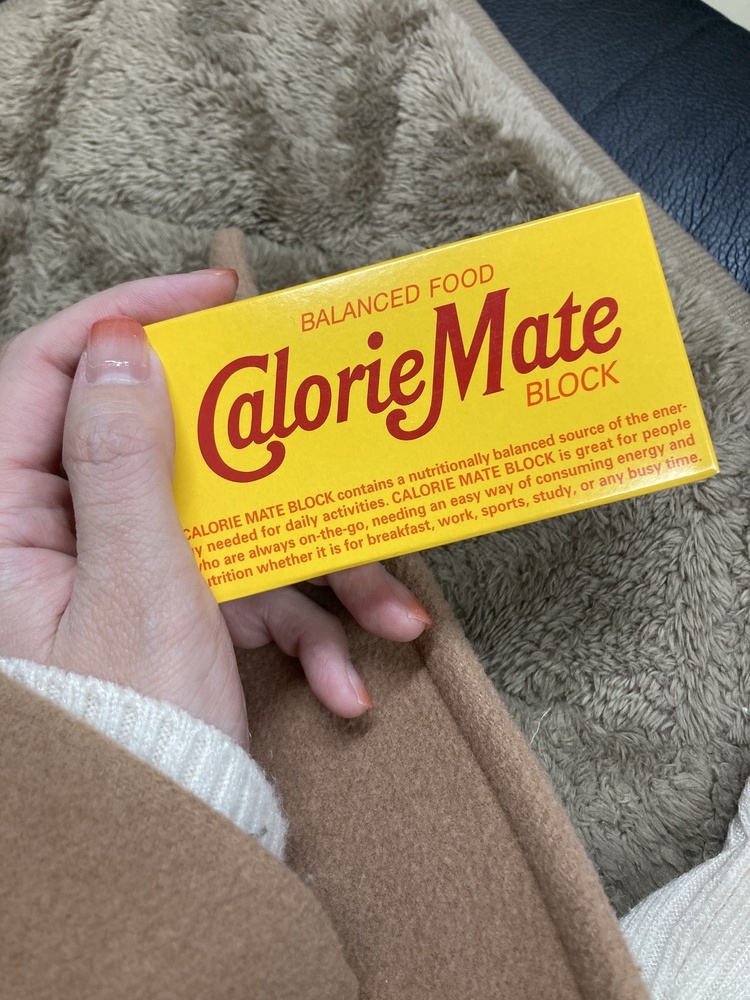 BALANCED FOOD
CalorieMate
BLOCK
CALORIE MATE BLOCK contains a nutritionally balanced source of the ener-
needed for daily activities. CALORIE MATE BLOCK is great for people
who are always on-the-go, needing an easy way of consuming energy and
whether it is for breakfast, work, sports, study, or any busy time.